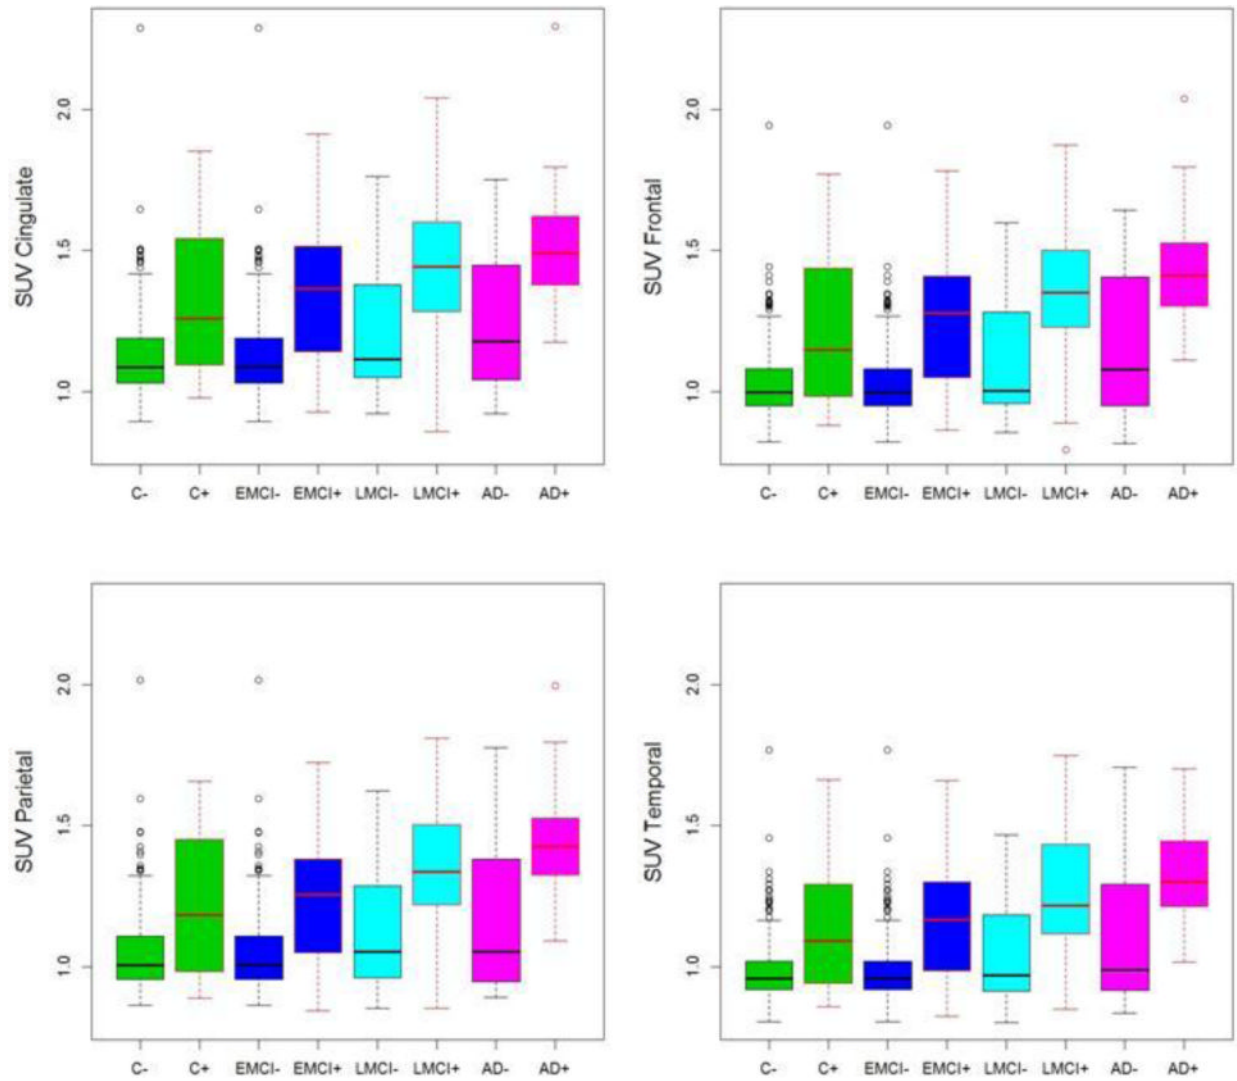 SUV Cingulate
2.0
1.5
1.0
C- C+ EMCI- EMCI+ LMCI- LMCI+ AD- AD+
SUV Frontal
2.0
1.5
1.0
C- C+ EMCI- EMCI+ LMCI- LMCI+ AD- AD+
SUV Parietal
2.0
1.5
1.0
C- C+ EMCI- EMCI+ LMCI- LMCI+ AD- AD+
SUV Temporal
2.0
1.5
1.0
C- C+ EMCI- EMCI+ LMCI- LMCI+ AD- AD+